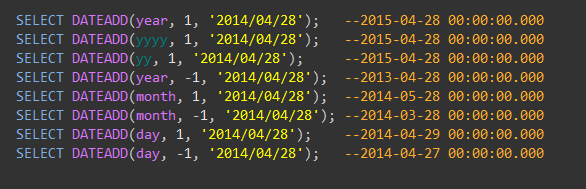 SELECT DATEADD(year, 1, '2014/04/28');   --2015-04-28 00:00:00.000
SELECT DATEADD(yyyy, 1, '2014/04/28');   --2015-04-28 00:00:00.000
SELECT DATEADD(yy, 1, '2014/04/28');     --2015-04-28 00:00:00.000
SELECT DATEADD(year, -1, '2014/04/28');  --2013-04-28 00:00:00.000
SELECT DATEADD(month, 1, '2014/04/28');  --2014-05-28 00:00:00.000
SELECT DATEADD(month, -1, '2014/04/28'); --2014-03-28 00:00:00.000
SELECT DATEADD(day, 1, '2014/04/28');    --2014-04-29 00:00:00.000
SELECT DATEADD(day, -1, '2014/04/28');   --2014-04-27 00:00:00.000